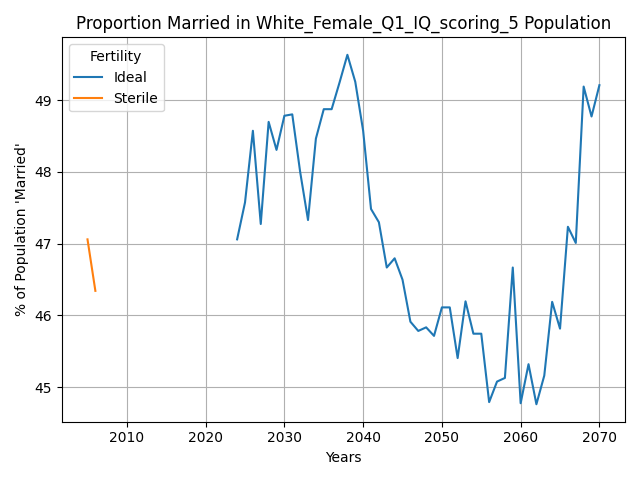 Proportion Married in White_Female_Q1_IQ_scoring_5 Population
Fertility
Ideal
Sterile
% of Population 'Married'
49
48
47
46
45
2010 2020 2030 2040 2050 2060 2070
Years